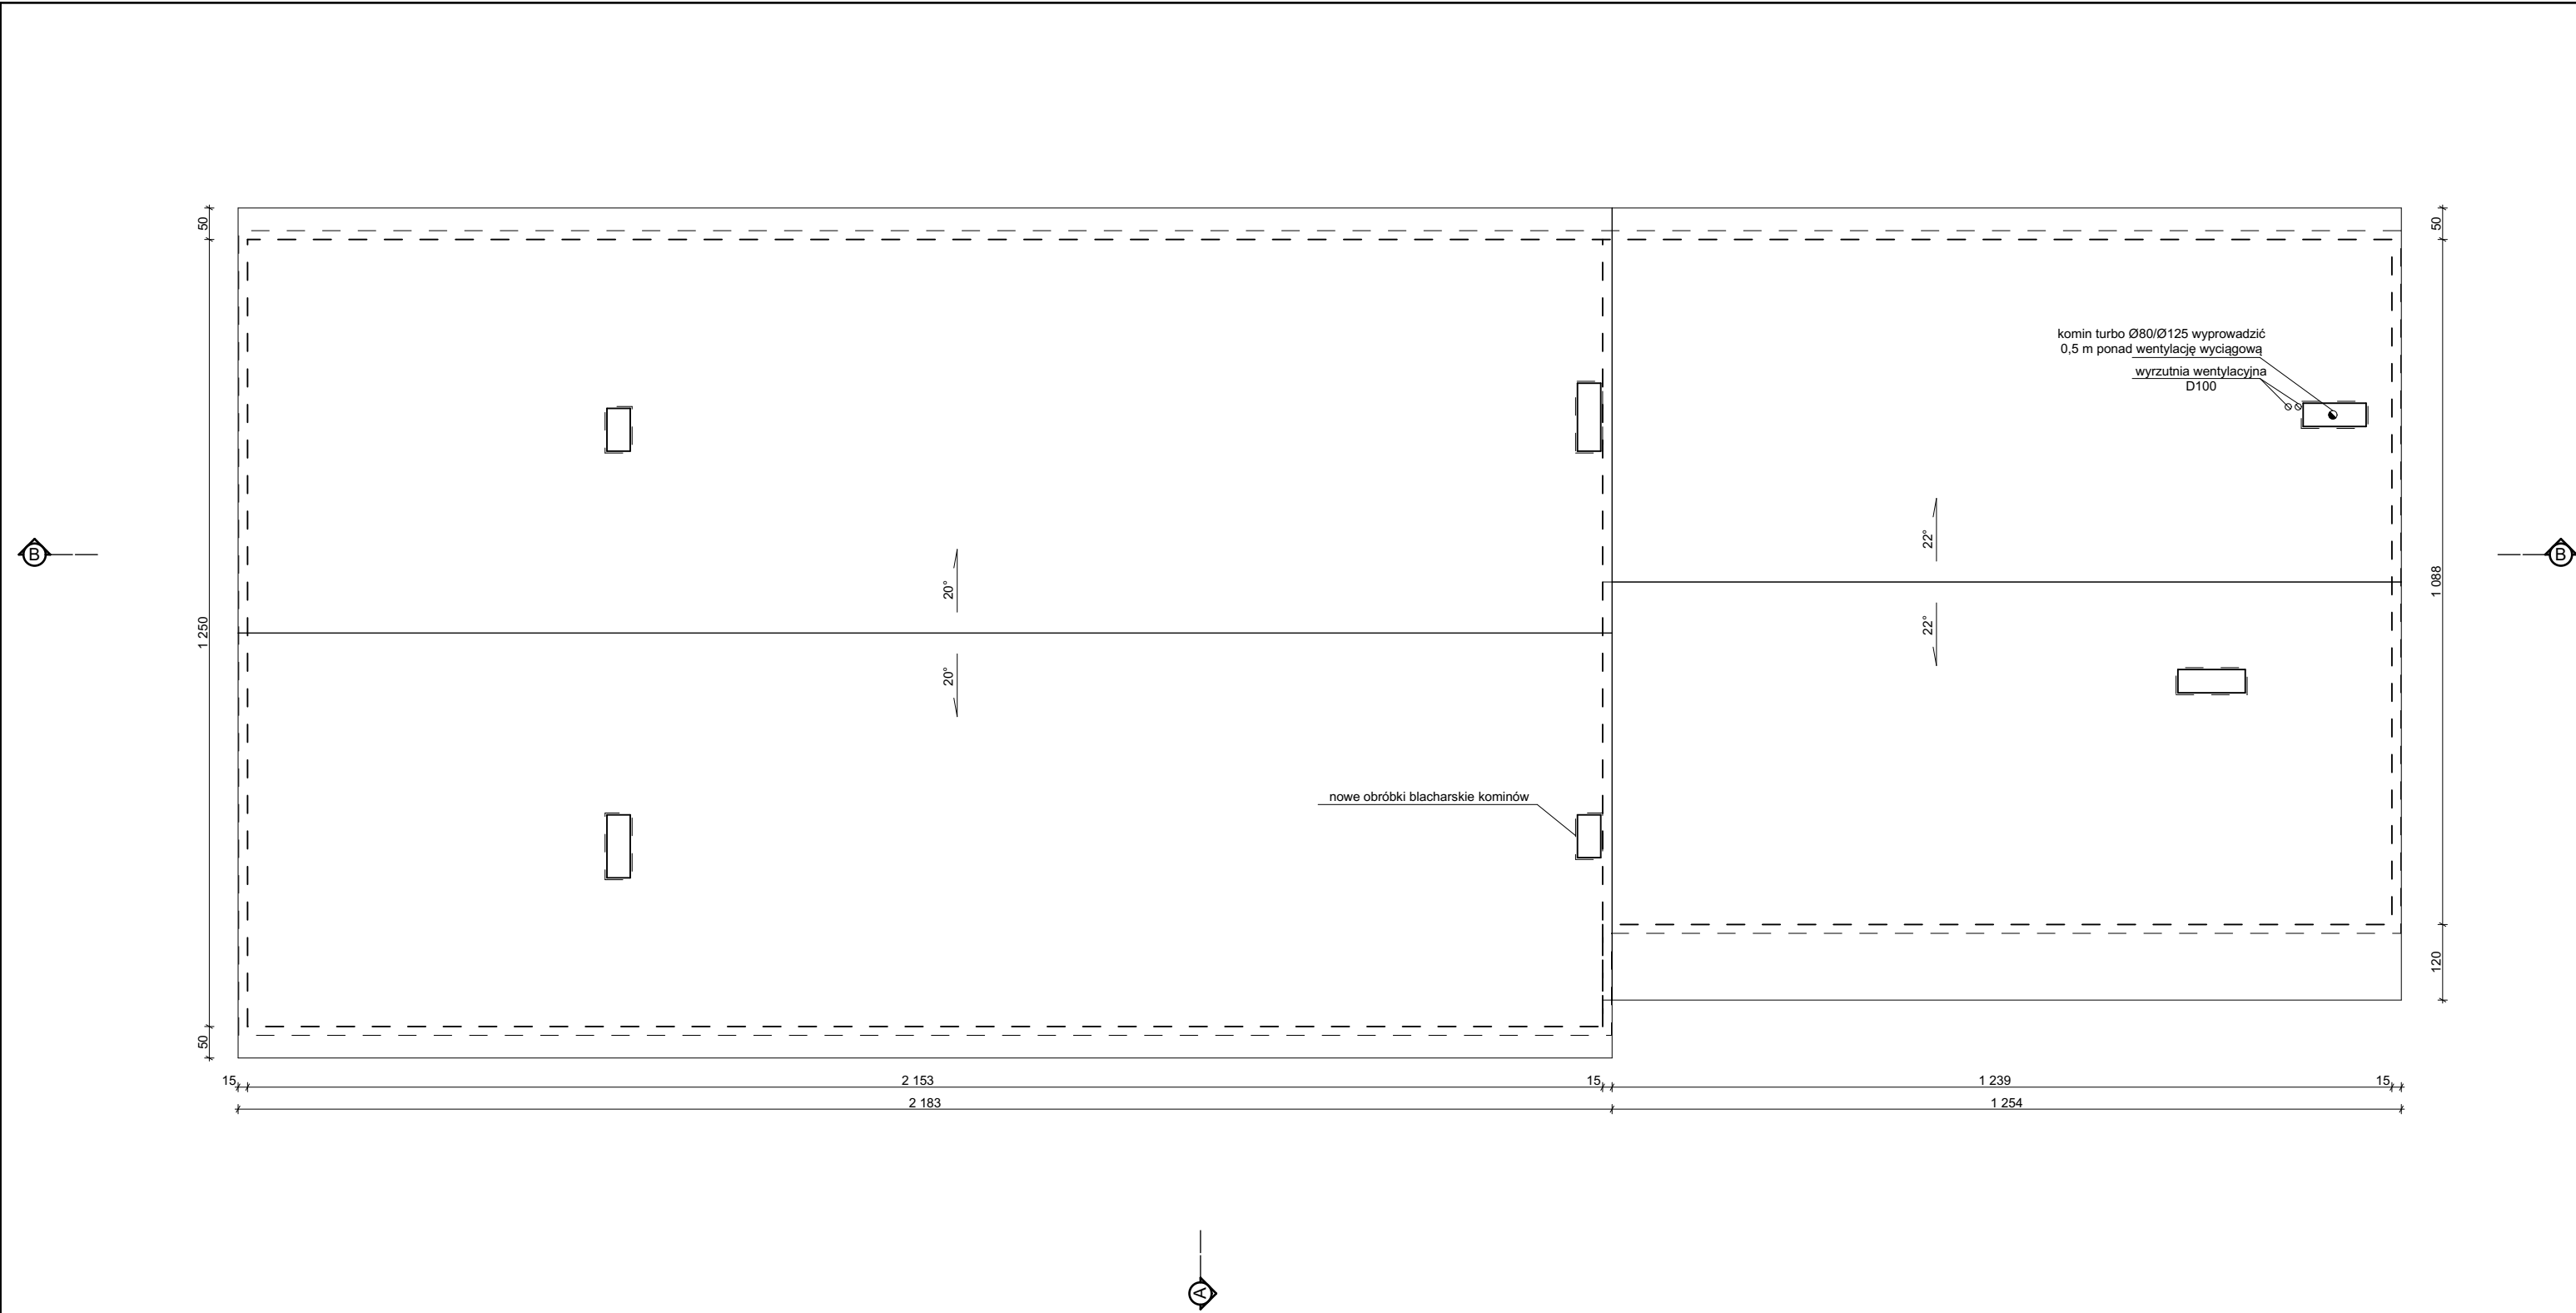 50
50
komin turbo Ø80/Ø125 wyprowadzić
0,5 m ponad wentylację wyciągową
wyrzutnia wentylacyjna
D100
B
B
22°
20°
1 088
1 250
22°
20°
nowe obróbki blacharskie kominów
120
50
15
2 153
15
1 239
15
2 183
1 254
A